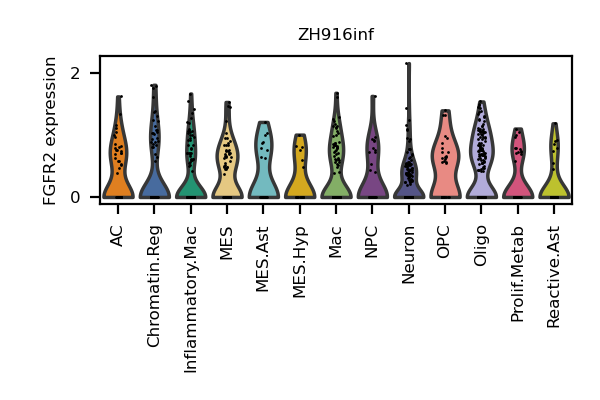 ZH916inf
FGFR2 expression
2
0
AC
Chromatin.Reg
Inflammatory.Mac
MES
MES.Ast
MES.Hyp
Mac
NPC
Neuron
OPC
Oligo
Prolif.Metab
Reactive.Ast